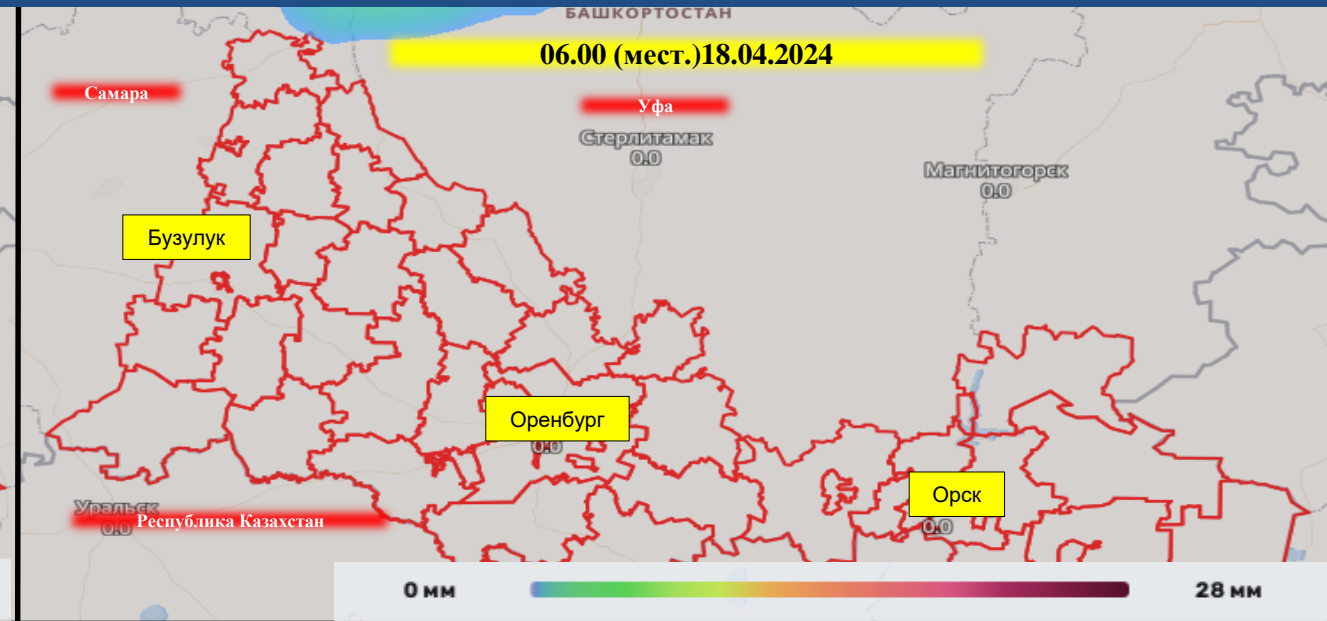 БАШКОРТОСТАН
06.00 (мест.)18.04.2024
Самара
Уфа
Стерлитамак
0.0
Магнитогорск
0.0
Бузулук
Оренбург
0.0
Орск
0.0
Уральск
0.0
Республика Казахстан
0 мм
28 мм